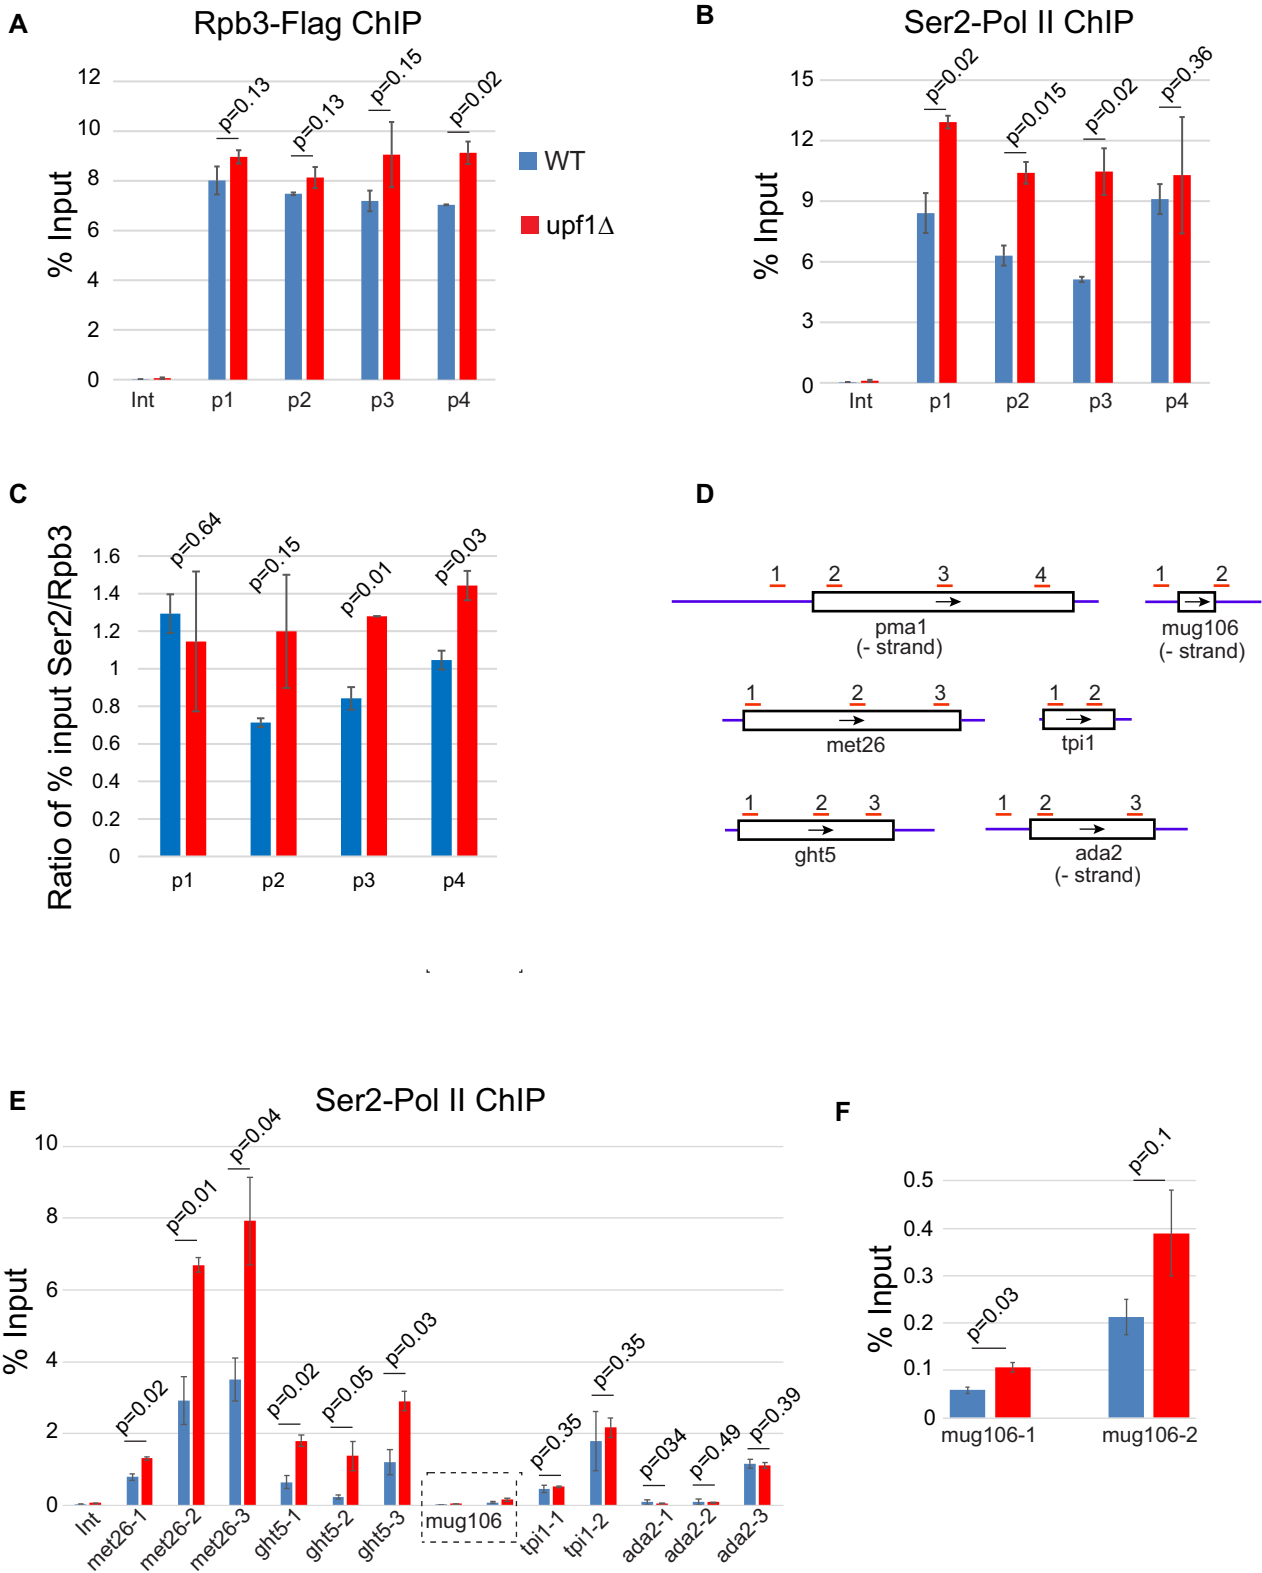 A
Rpb3-Flag ChIP
% Input
12
10
8
6
4
2
0
p=0.13
p=0.13
p=0.15
p=0.02
Int
p1
p2
p3
p4
WT
upf1Δ
B
Ser2-Pol II ChIP
% Input
15
12
9
6
3
0
p=0.02
p=0.015
p=0.02
p=0.36
Int
p1
p2
p3
p4
C
Ratio of % input Ser2/Rpb3
1.6
1.4
1.2
1
0.8
0.6
0.4
0.2
0
p=0.64
p=0.15
p=0.01
p=0.03
p1
p2
p3
p4
D
1 2 3 4
pma1
(- strand)
1 2
mug106
(- strand)
1 2 3
met26
1 2
tpi1
1 2 3
ght5
1 2 3
ada2
(- strand)
E
Ser2-Pol II ChIP
% Input
10
8
6
4
2
0
p=0.02
p=0.01
p=0.04
p=0.02
p=0.05
p=0.03
p=0.35
p=0.35
p=034
p=0.49
p=0.39
Int
met26-1
met26-2
met26-3
ght5-1
ght5-2
ght5-3
mug106
tpi1-1
tpi1-2
ada2-1
ada2-2
ada2-3
F
% Input
0.5
0.4
0.3
0.2
0.1
0
p=0.03
p=0.1
mug106-1
mug106-2